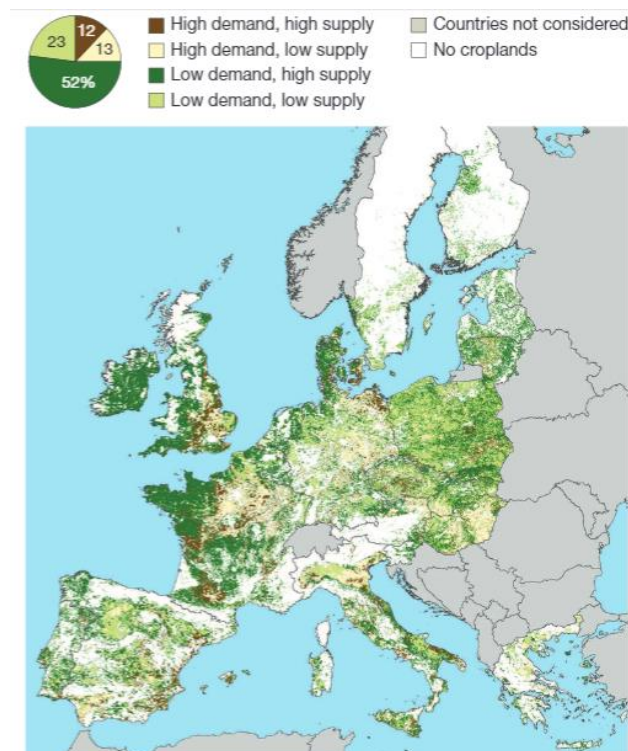 12
23
13
52%
High demand, high supply
High demand, low supply
Low demand, high supply
Low demand, low supply
Countries not considered
No croplands